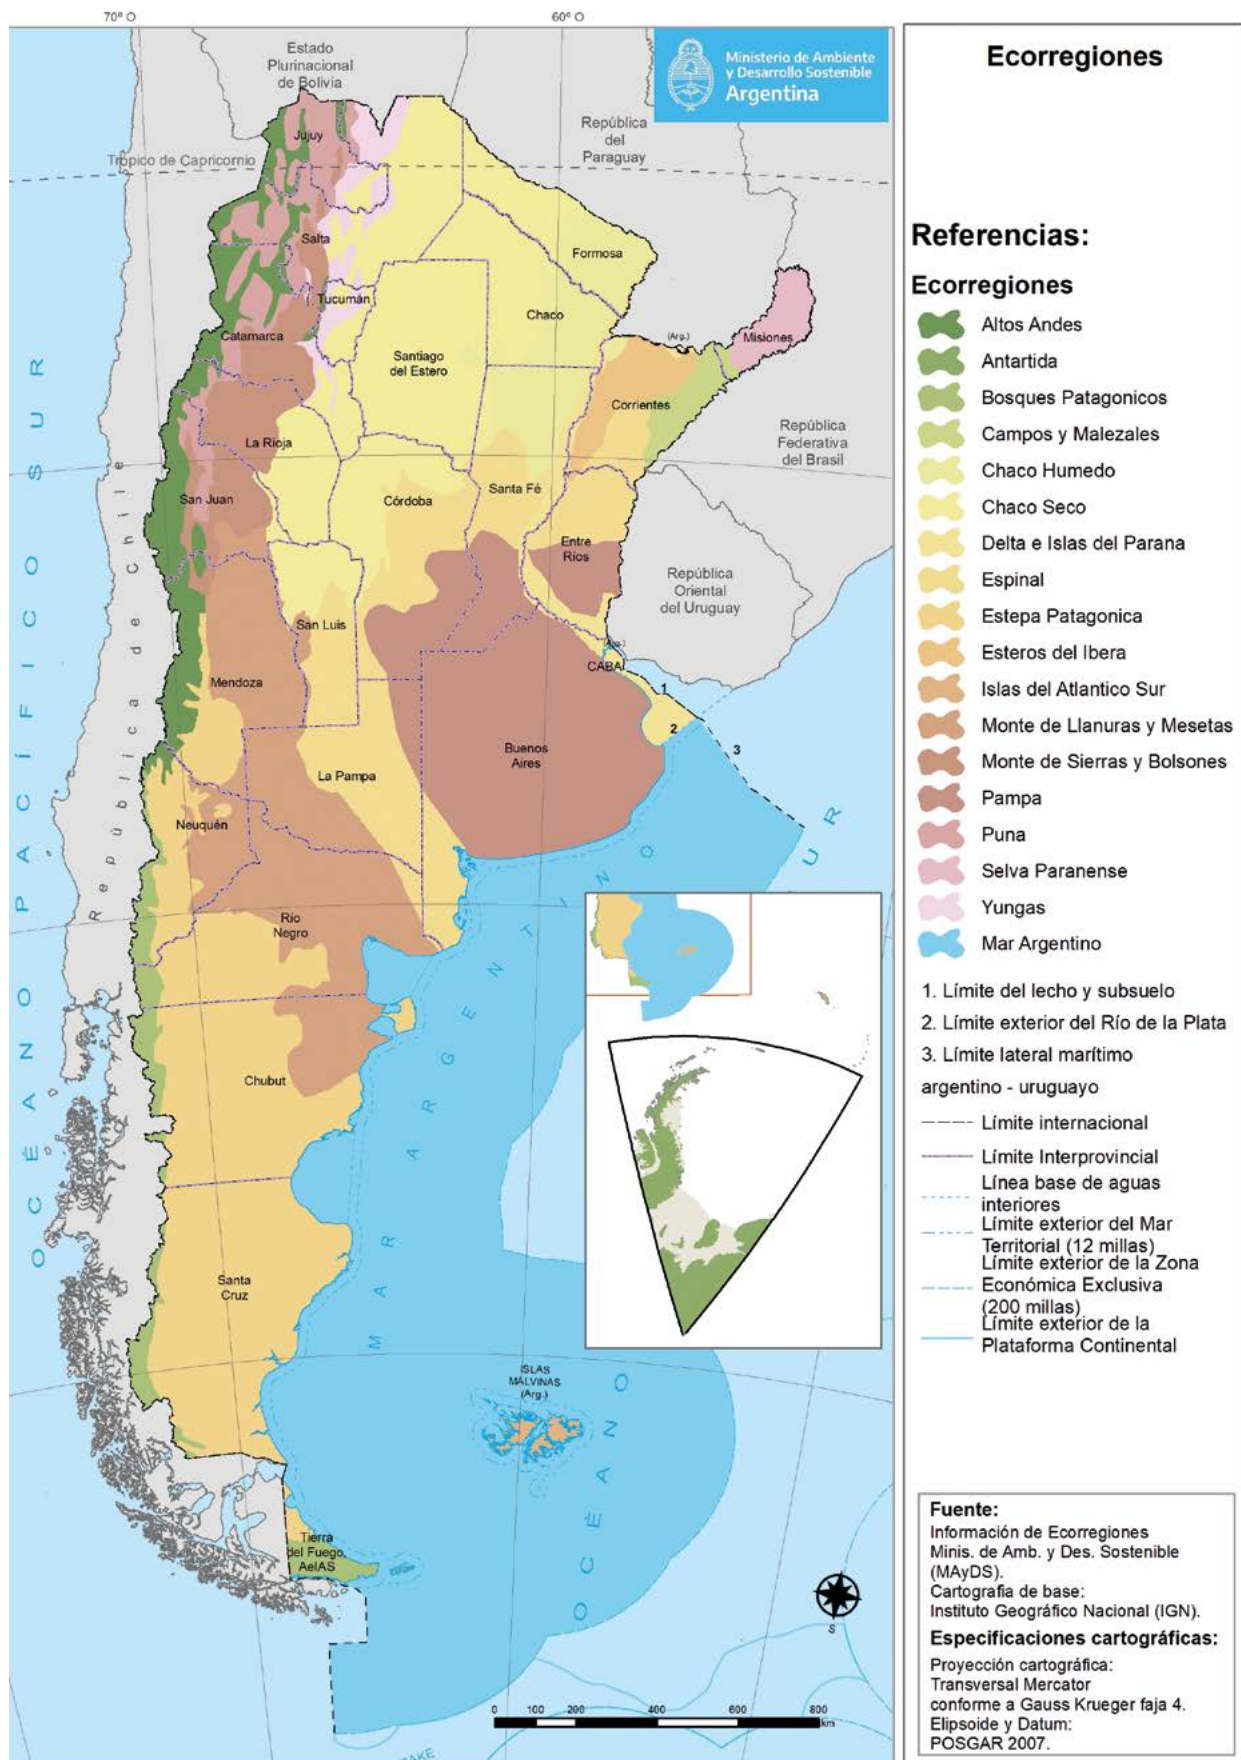 70º O
60º O
Estado
Plurinacional
de Bolivia
Ministerio de Ambiente
y Desarrollo Sostenible
Argentina
República
del
Paraguay
Trópico de Capricornio
Jujuy
Salta
Formosa
Tucumán
Chaco
Catamarca
(Arg.)
Misiones
Santiago
del Estero
Corrientes
República
Federativa
del Brasil
La Rioja
San Juan
Córdoba
Santa Fé
Entre
Ríos
República
Oriental
del Uruguay
San Luis
(Arg.)
CABA
Mendoza
1
2
3
Buenos
Aires
La Pampa
Neuquén
Río
Negro
Chubut
Santa
Cruz
ISLAS
MALVINAS
(Arg.)
Tierra
del Fuego,
AeIAS
OCÉANO PACÍFICO SUR
República de Chile
MAR ARGENTINO
OCÉANO
UR
S
0 100 200 400 600 800
km
AKE
Ecorregiones
Referencias:
Ecorregiones
Altos Andes
Antartida
Bosques Patagonicos
Campos y Malezales
Chaco Humedo
Chaco Seco
Delta e Islas del Parana
Espinal
Estepa Patagonica
Esteros del Ibera
Islas del Atlantico Sur
Monte de Llanuras y Mesetas
Monte de Sierras y Bolsones
Pampa
Puna
Selva Paranense
Yungas
Mar Argentino
1. Límite del lecho y subsuelo
2. Límite exterior del Río de la Plata
3. Límite lateral marítimo
argentino - uruguayo
Límite internacional
Límite Interprovincial
Línea base de aguas
interiores
Límite exterior del Mar
Territorial (12 millas)
Límite exterior de la Zona
Económica Exclusiva
(200 millas)
Límite exterior de la
Plataforma Continental
Fuente:
Información de Ecorregiones
Minis. de Amb. y Des. Sostenible
(MAyDS).
Cartografía de base:
Instituto Geográfico Nacional (IGN).
Especificaciones cartográficas:
Proyección cartográfica:
Transversal Mercator
conforme a Gauss Krueger faja 4.
Elipsoide y Datum:
POSGAR 2007.